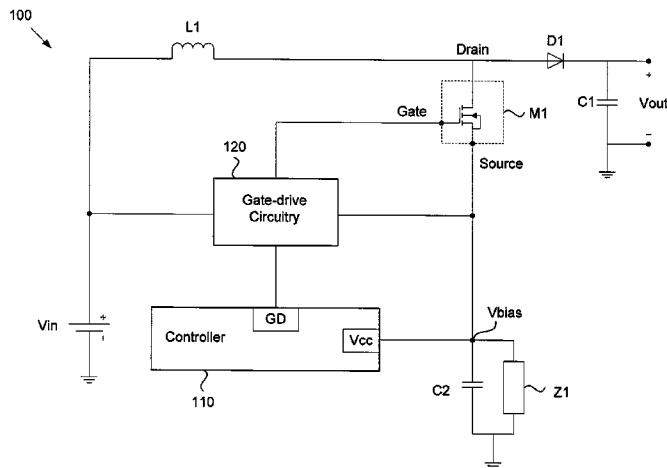 100
L1
Drain
D1
+
Gate
M1
C1
Vout
-
Source
120
Gate-drive
Circuitry
+
Vin
-
GD
Controller
Vcc
Vbias
110
C2
Z1